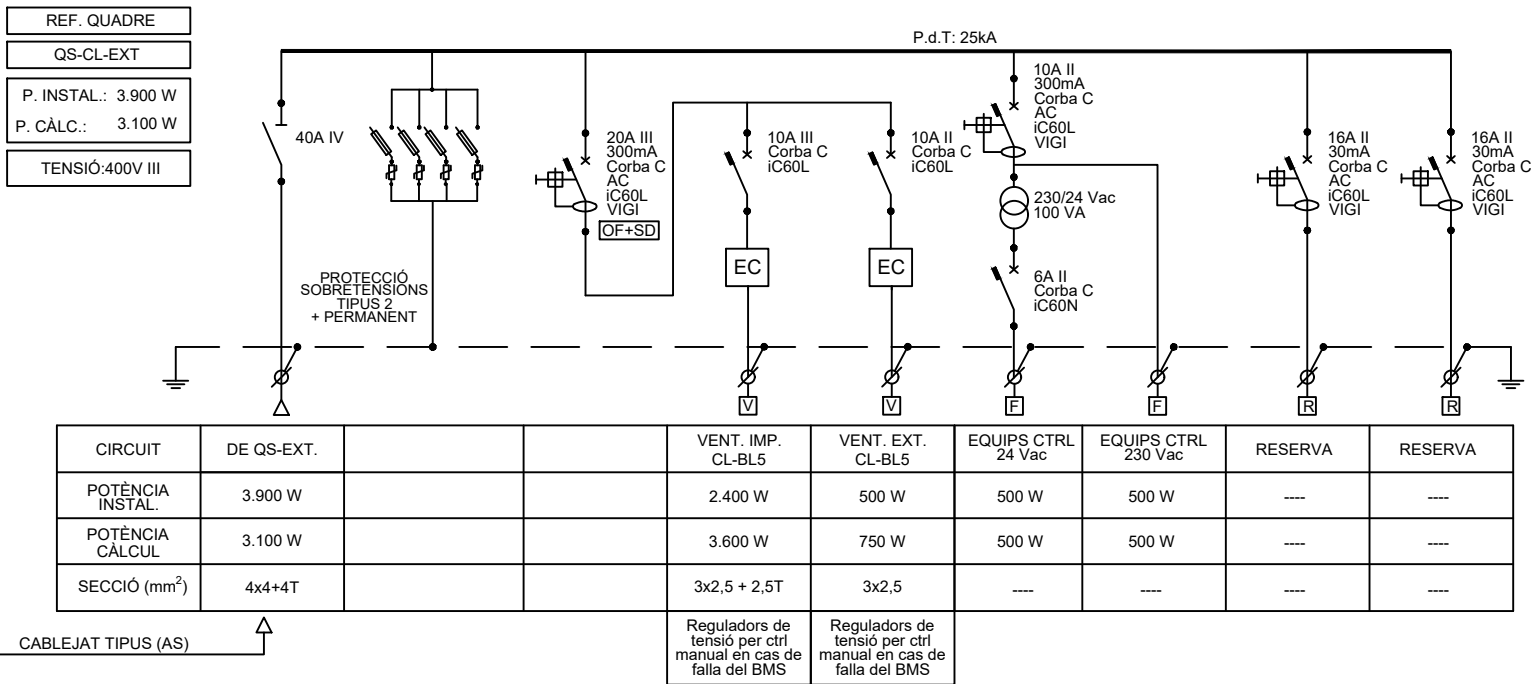 REF. QUADRE
QS-CL-EXT
P. INSTAL.: 3.900 W
P. CÀLC.: 3.100 W
TENSIÓ:400V III
P.d.T: 25kA
40A IV
PROTECCIÓ
SOBRETENSIONS
TIPUS 2
+ PERMANENT
20A III
300mA
Corba C
AC
iC60L
VIGI
OF+SD
10A III
Corba C
iC60L
EC
10A II
Corba C
iC60L
EC
10A II
300mA
Corba C
AC
iC60L
VIGI
230/24 Vac
100 VA
6A II
Corba C
iC60N
16A II
30mA
Corba C
AC
iC60L
VIGI
16A II
30mA
Corba C
AC
iC60L
VIGI
V
V
F
F
R
R
CIRCUIT
DE QS-EXT.
VENT. IMP.
CL-BL5
VENT. EXT.
CL-BL5
EQUIPS CTRL
24 Vac
EQUIPS CTRL
230 Vac
RESERVA
RESERVA
POTÈNCIA
INSTAL.
3.900 W
2.400 W
500 W
500 W
500 W
----
----
POTÈNCIA
CÀLCUL
3.100 W
3.600 W
750 W
500 W
500 W
----
----
SECCIÓ (mm²)
4x4+4T
3x2,5 + 2,5T
3x2,5
----
----
----
----
Reguladors de
tensió per ctrl
manual en cas de
falla del BMS
Reguladors de
tensió per ctrl
manual en cas de
falla del BMS
CABLEJAT TIPUS (AS)